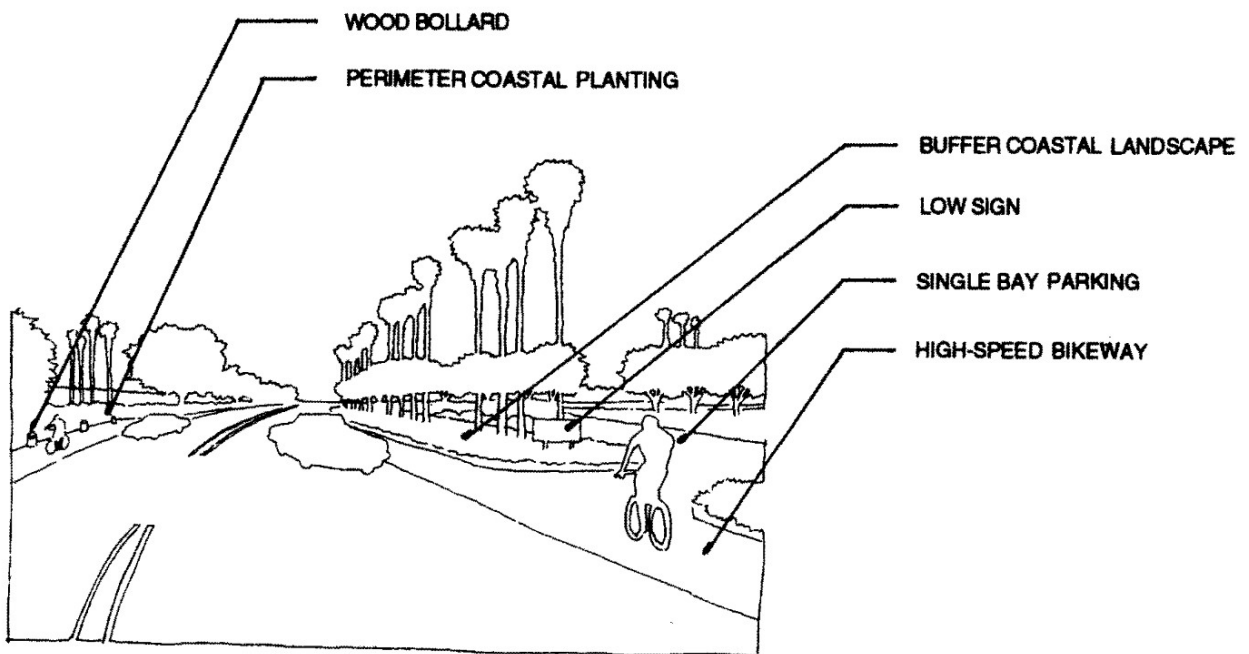 WOOD BOLLARD
PERIMETER COASTAL PLANTING
BUFFER COASTAL LANDSCAPE
LOW SIGN
SINGLE BAY PARKING
HIGH-SPEED BIKEWAY